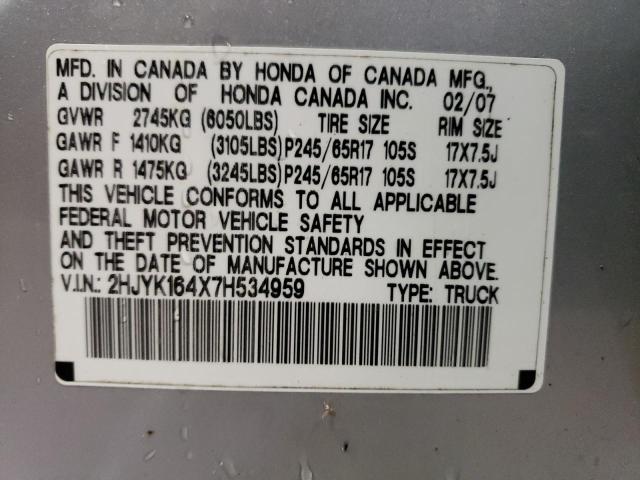 MFD. IN CANADA BY HONDA OF CANADA MFG.,
A DIVISION OF HONDA CANADA INC. 02/07
GVWR 2745KG (6050LBS) TIRE SIZE RIM SIZE
GAWR F 1410KG (3105LBS) P245/65R17 105S 17X7.5J
GAWR R 1475KG (3245LBS) P245/65R17 105S 17X7.5J
THIS VEHICLE CONFORMS TO ALL APPLICABLE
FEDERAL MOTOR VEHICLE SAFETY
AND THEFT PREVENTION STANDARDS IN EFFECT
ON THE DATE OF MANUFACTURE SHOWN ABOVE.
V.I.N.: 2HJYK164X7H534959 TYPE: TRUCK